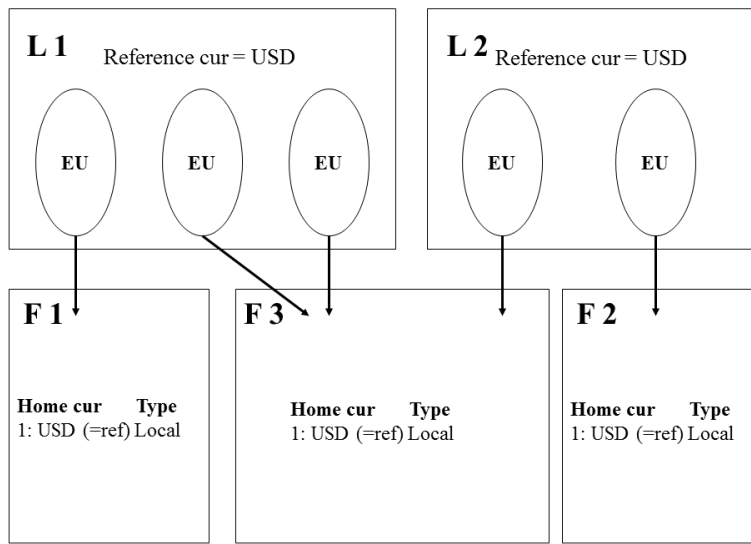 L 1
Reference cur = USD
EU
EU
EU
L 2
Reference cur = USD
EU
EU
F 1
Home cur Type
1: USD (=ref) Local
F 3
Home cur Type
1: USD (=ref) Local
F 2
Home cur Type
1: USD (=ref) Local